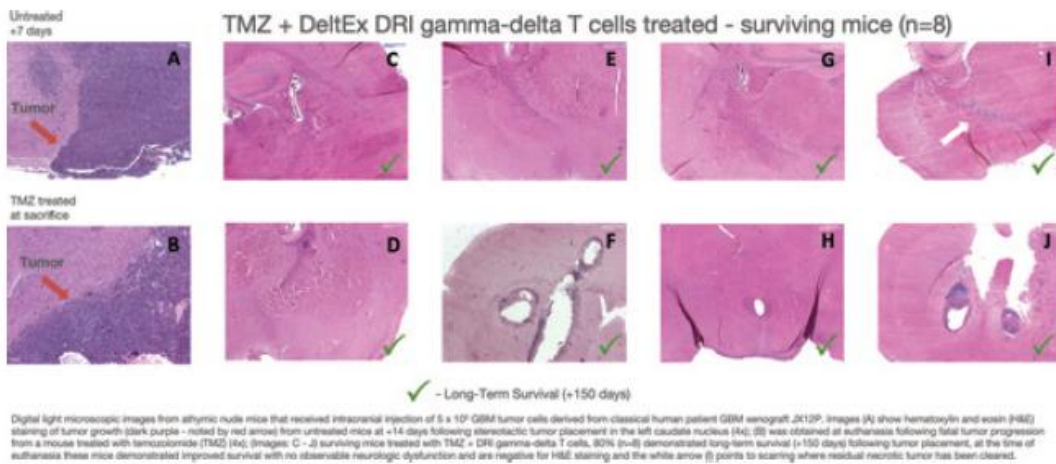 Untreated
+7 days
TMZ + DeltEx DRI gamma-delta T cells treated - surviving mice (n=8)
A
C
E
G
I
Tumor
TMZ treated
at sacrifice
B
D
F
H
J
Tumor
✓ - Long-Term Survival (+150 days)
Digital light microscopic images from athymic nude mice that received intracranial injection of 5 x 10⁵ GBM tumor cells derived from classical human patient GBM xenograft JX12P. Images (A) show hematoxylin and eosin (H&E)
staining of tumor growth (dark purple - noted by red arrow) from untreated mice at ~14 days following stereotactic tumor placement in the left caudate nucleus (4x); (B) was obtained at euthanasia following fatal tumor progression
from a mouse treated with temozolomide (TMZ) (4x); (Images: C - J) surviving mice treated with TMZ + DRI gamma-delta T cells, 80% (n=8) demonstrated long-term survival (>150 days) following tumor placement, at the time of
euthanasia these mice demonstrated improved survival with no observable neurologic dysfunction and are negative for H&E staining and the white arrow (I) points to scarring where residual necrotic tumor has been cleared.